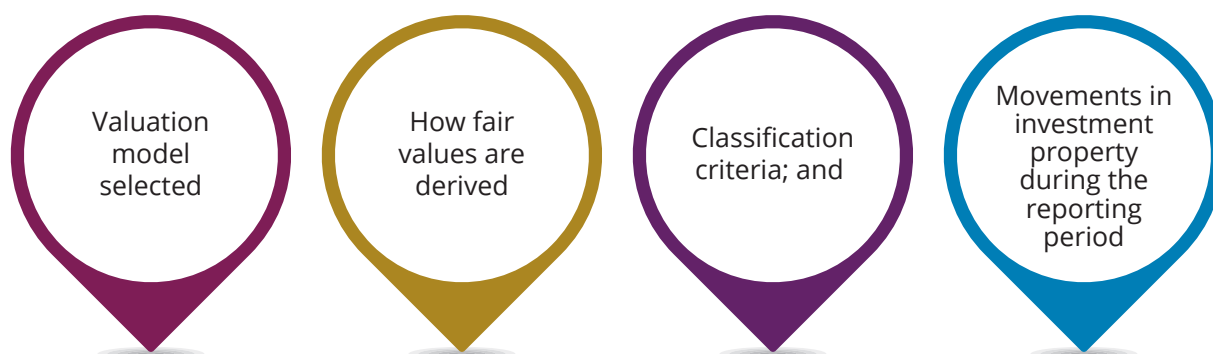 Valuation
model
selected
How fair
values are
derived
Classification
criteria; and
Movements in
investment
property
during the
reporting
period